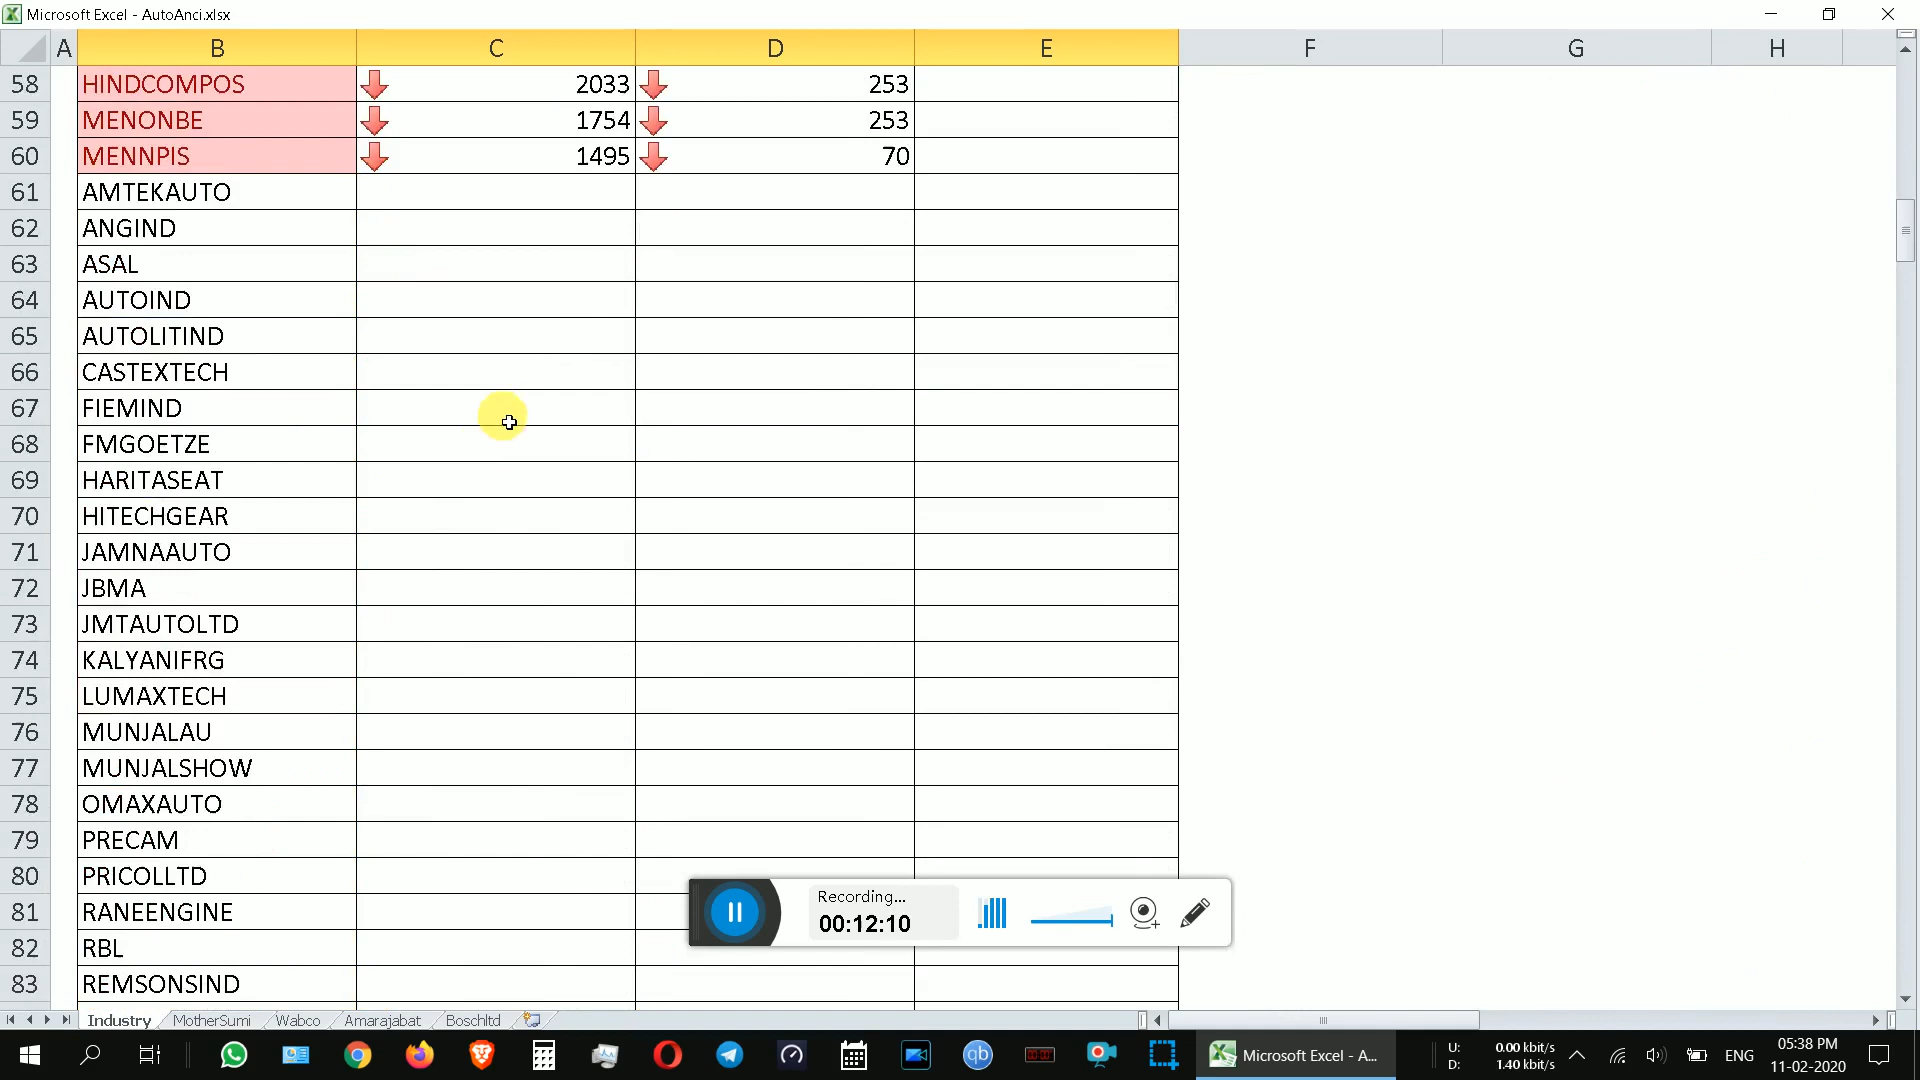 Microsoft Excel - AutoAnci.xlsx
A B C D E F G H
58 HINDCOMPOS 2033 253
59 MENONBE 1754 253
60 MENNPIS 1495 70
61 AMTEKAUTO
62 ANGIND
63 ASAL
64 AUTOIND
65 AUTOLITIND
66 CASTEXTECH
67 FIEMIND
68 FMGOETZE
69 HARITASEAT
70 HITECHGEAR
71 JAMNAAUTO
72 JBMA
73 JMTAUTOLTD
74 KALYANIFRG
75 LUMAXTECH
76 MUNJALAU
77 MUNJALSHOW
78 OMAXAUTO
79 PRECAM
80 PRICOLLTD
81 RANEENGINE
82 RBL
83 REMSONSIND
Recording...
00:12:10
Industry MotherSumi Wabco Amarajabat Boschltd
qb
00:00
Microsoft Excel - A...
U: 0.00 kbit/s
D: 1.40 kbit/s
ENG
05:38 PM
11-02-2020